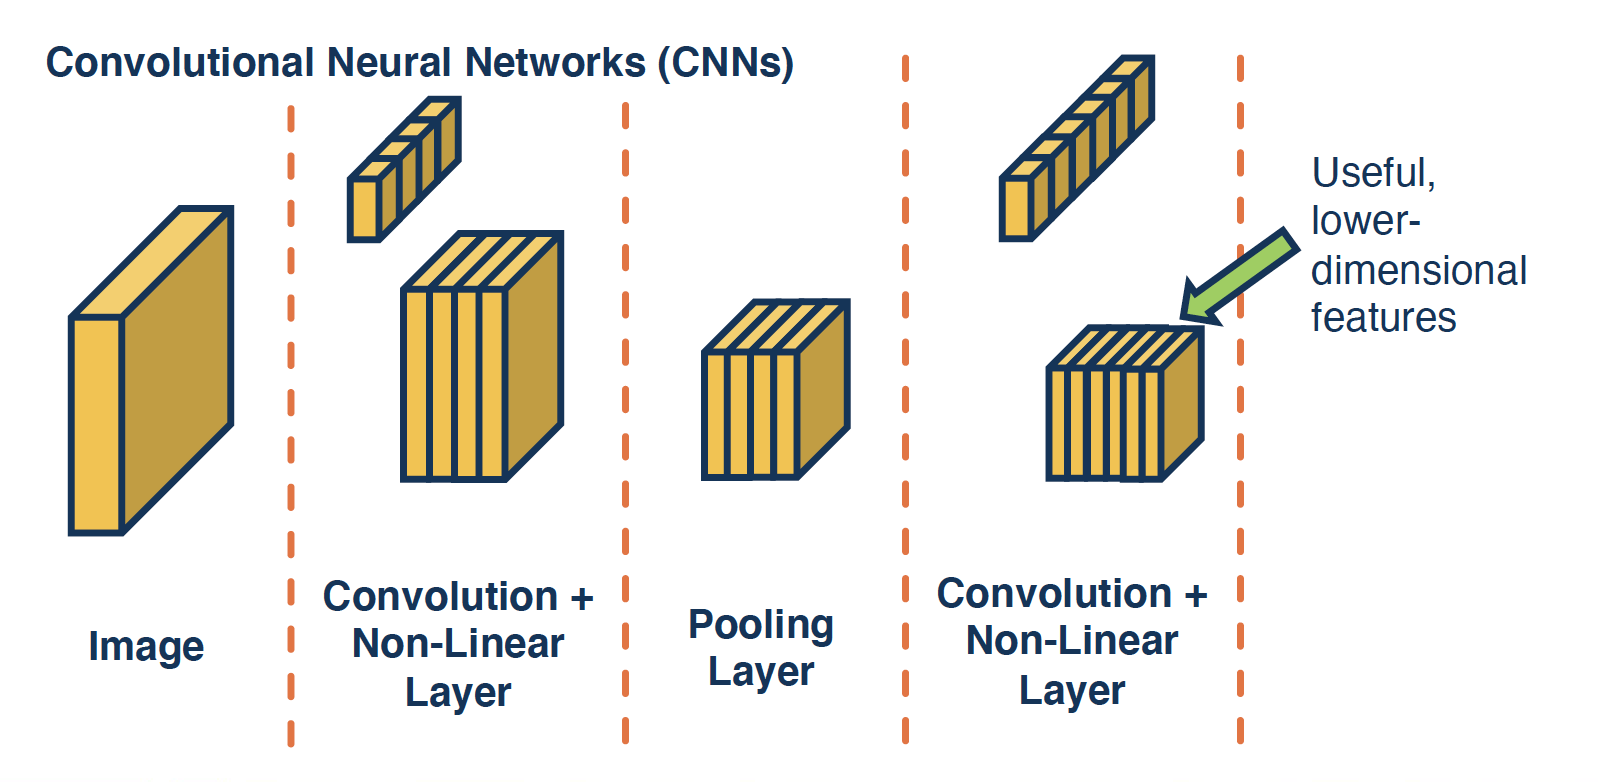 Convolutional Neural Networks (CNNs)
Image
Convolution +
Non-Linear
Layer
Pooling
Layer
Convolution +
Non-Linear
Layer
Useful,
lower-
dimensional
features